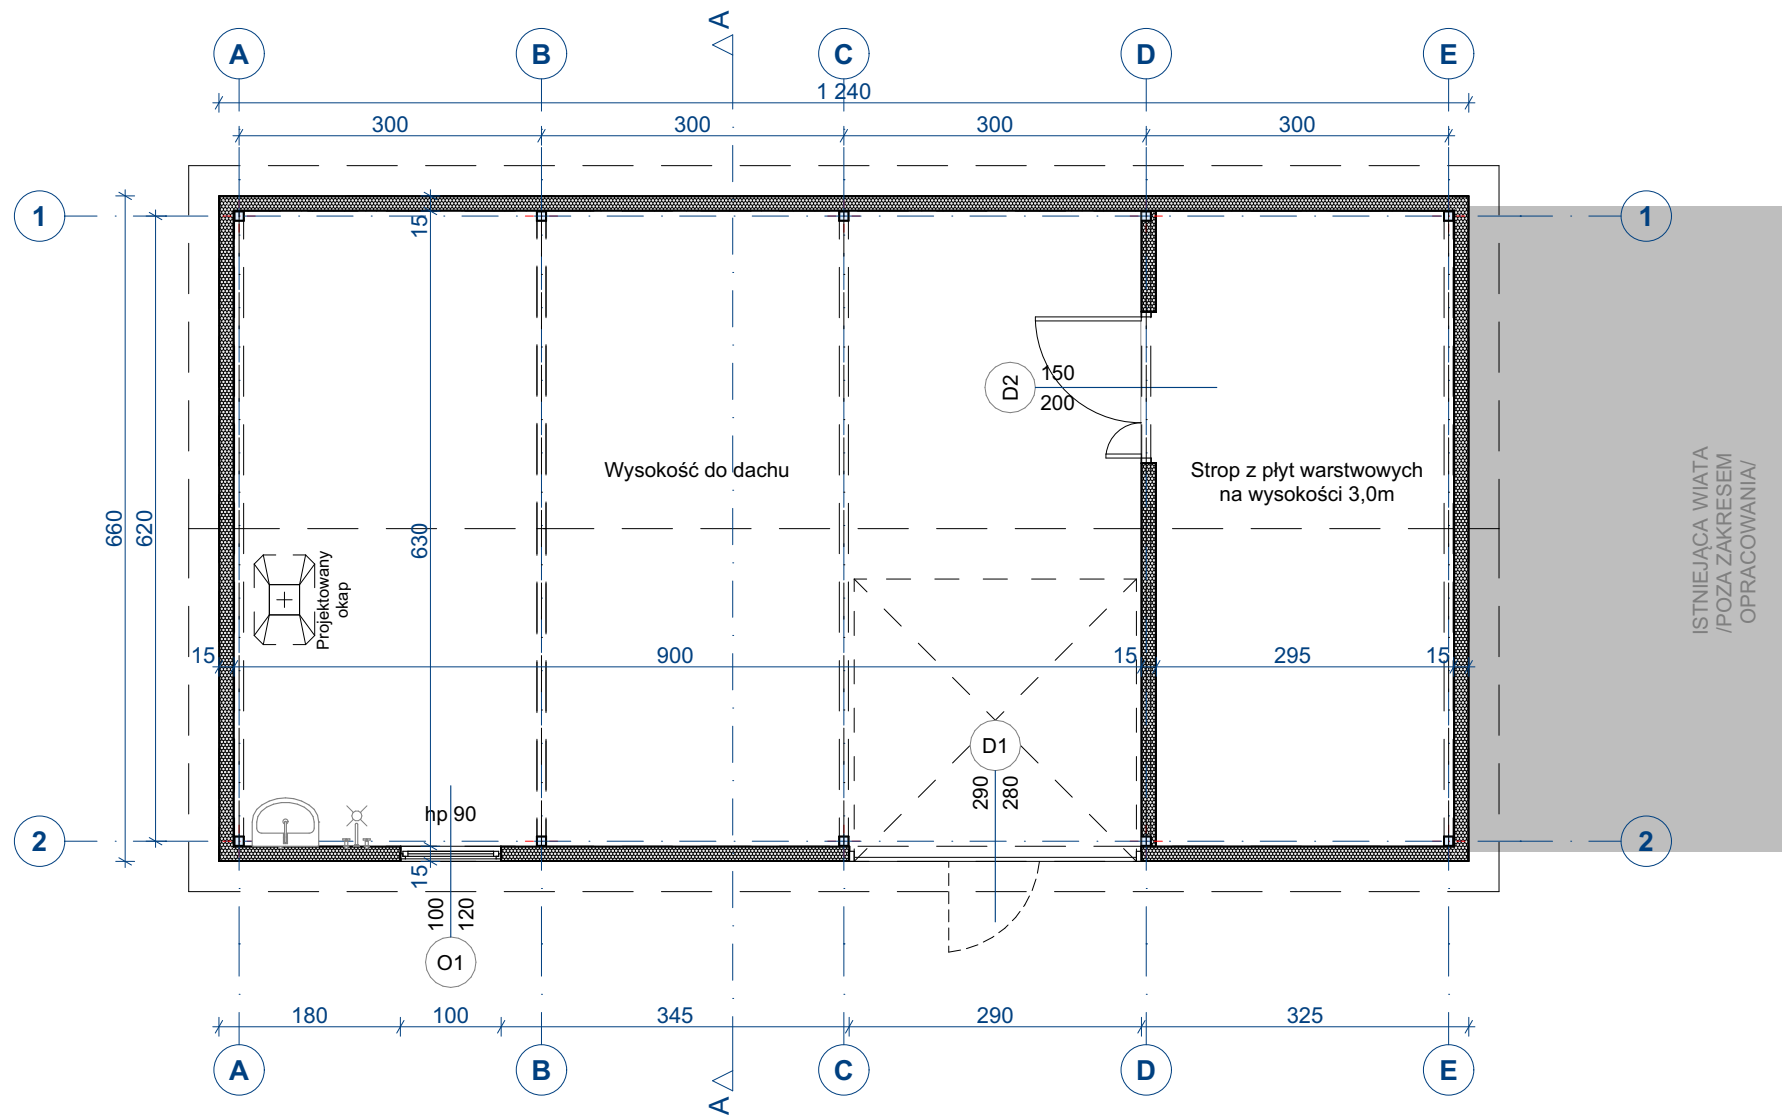 A
A
B
C
D
E
1 240
300
300
300
300
1
1
15
660
620
630
D2
150
200
Wysokość do dachu
Strop z płyt warstwowych
na wysokości 3,0m
ISTNIEJĄCA WIATA
/POZA ZAKRESEM
OPRACOWANIA/
Projektowany
okap
15
900
15
295
15
D1
290
280
hp 90
2
2
15
100
120
O1
180
100
345
290
325
A
B
C
D
E
A